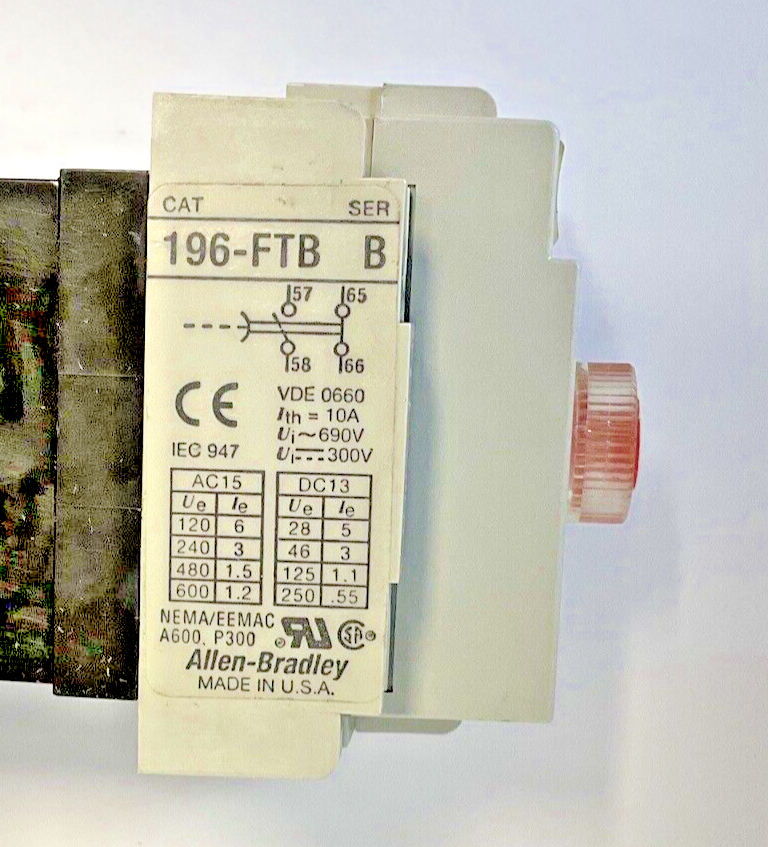 CAT SER
196-FTB B
57 65
58 66
CE
VDE 0660
Ith = 10A
Ui ~ 690V
IEC 947
Ui ⎓ 300V
AC15 DC13
Ue Ie Ue Ie
120 6 28 5
240 3 46 3
480 1.5 125 1.1
600 1.2 250 .55
NEMA/EEMAC
A600, P300
Allen-Bradley
MADE IN U.S.A.